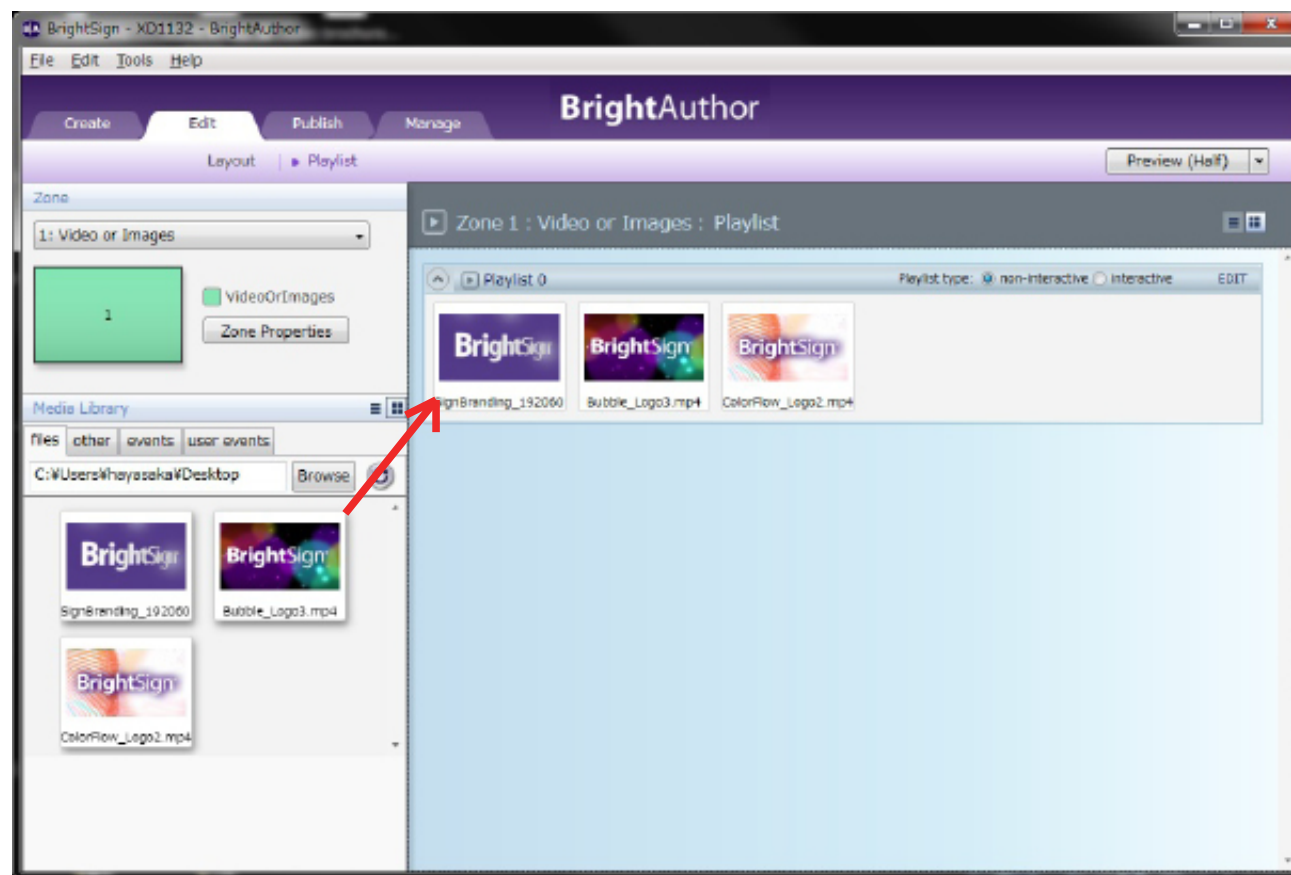 BrightSign - XD1132 - BrightAuthor
File Edit Tools Help
BrightAuthor
Create Edit Publish Manage
Layout Playlist
Preview (Half)
Zone
1: Video or Images
1
VideoOrImages
Zone Properties
Media Library
files other events user events
C:¥Users¥hayasaka¥Desktop Browse
BrightSign
SignBranding_192060
BrightSign
Bubble_Logo3.mp4
BrightSign
ColorFlow_Logo2.mp4
Zone 1 : Video or Images : Playlist
Playlist 0 Playlist type: non-interactive interactive EDIT
BrightSign BrightSign BrightSign
SignBranding_192060 Bubble_Logo3.mp4 ColorFlow_Logo2.mp4